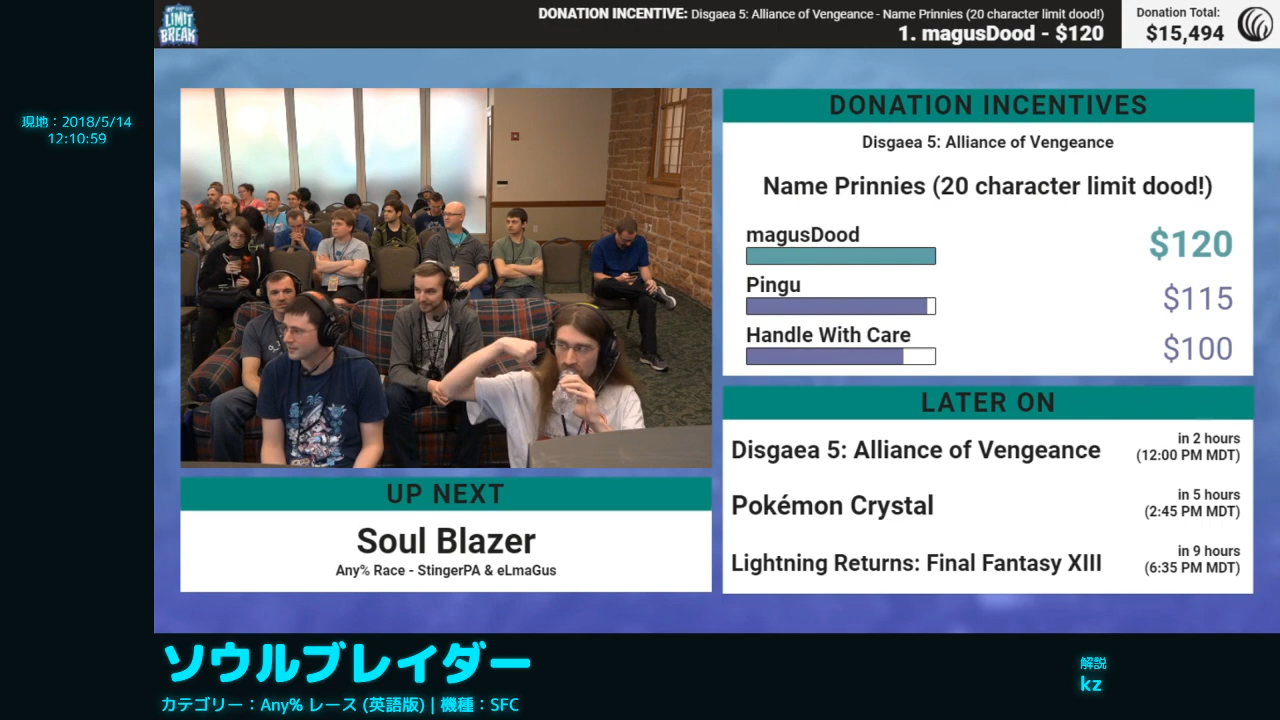 LIMIT
BREAK
DONATION INCENTIVE: Disgaea 5: Alliance of Vengeance - Name Prinnies (20 character limit dood!)
1. magusDood - $120
Donation Total:
$15,494
現地：2018/5/14
12:10:59
DONATION INCENTIVES
Disgaea 5: Alliance of Vengeance
Name Prinnies (20 character limit dood!)
magusDood
$120
Pingu
$115
Handle With Care
$100
LATER ON
Disgaea 5: Alliance of Vengeance
in 2 hours
(12:00 PM MDT)
Pokémon Crystal
in 5 hours
(2:45 PM MDT)
Lightning Returns: Final Fantasy XIII
in 9 hours
(6:35 PM MDT)
UP NEXT
Soul Blazer
Any% Race - StingerPA & eLmaGus
ソウルブレイダー
カテゴリー：Any% レース (英語版) | 機種：SFC
解説
kz